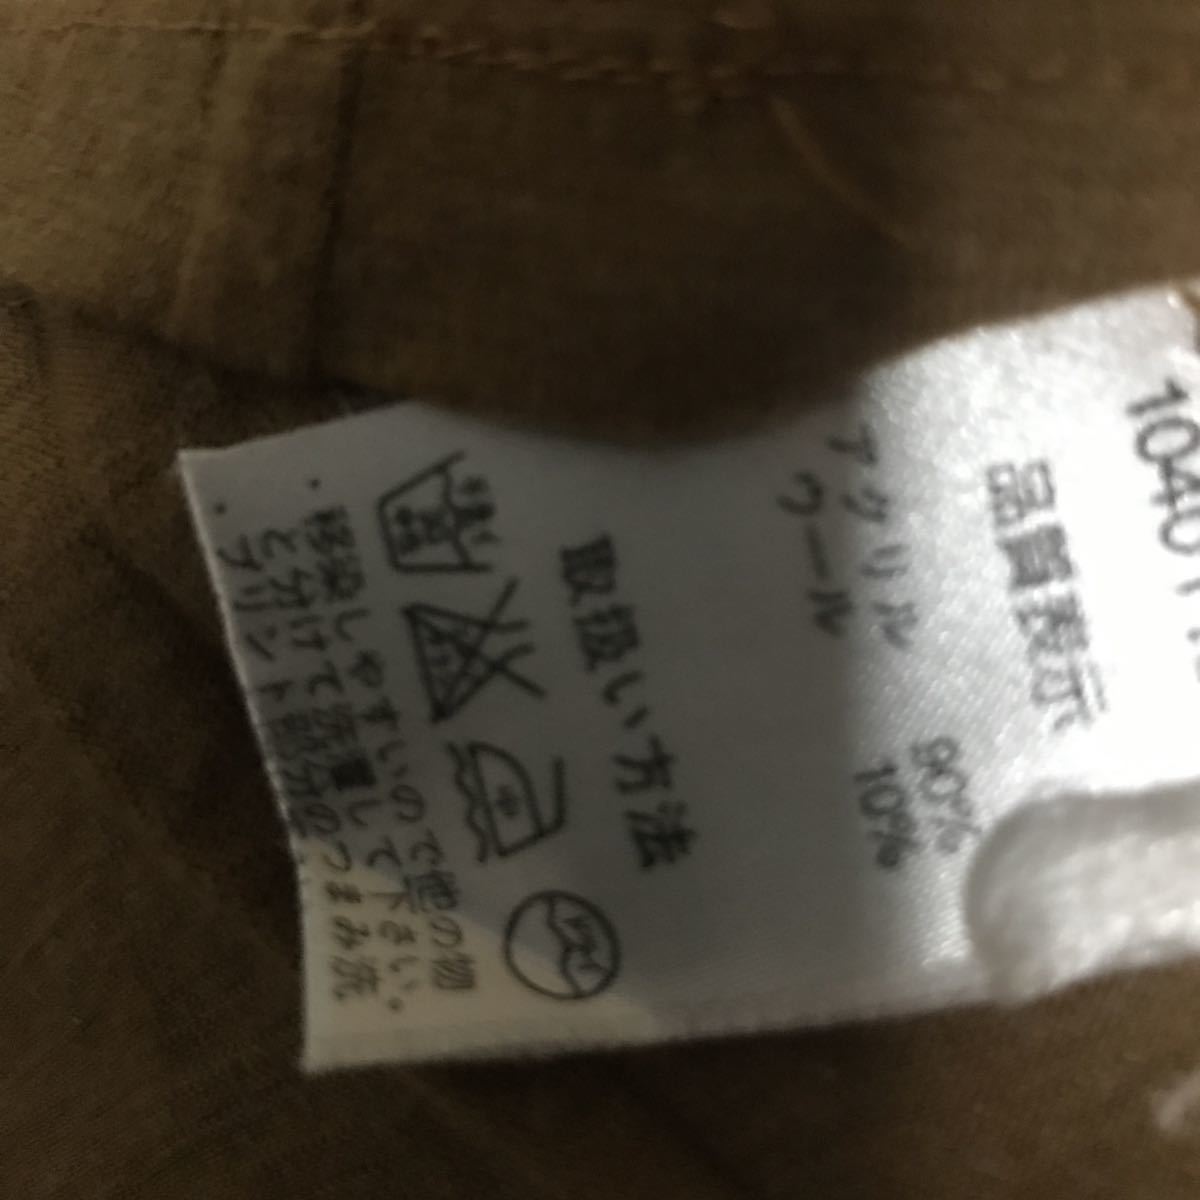 品質表示
アクリル 90%
ウール 10%
取扱い方法
・移染しやすいので他の物
と分けて洗濯して下さい。
・プリント部分のつまみ洗